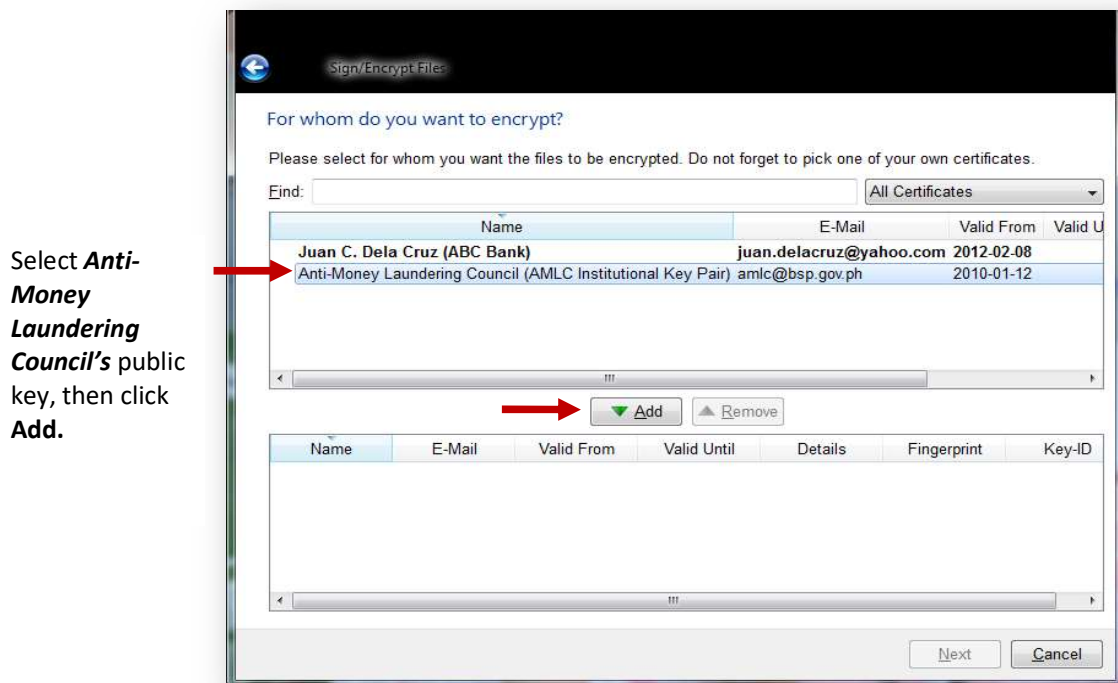 Sign/Encrypt Files
For whom do you want to encrypt?
Please select for whom you want the files to be encrypted. Do not forget to pick one of your own certificates.
Find: All Certificates
Name E-Mail Valid From Valid U
Juan C. Dela Cruz (ABC Bank) juan.delacruz@yahoo.com 2012-02-08
Anti-Money Laundering Council (AMLC Institutional Key Pair) amlc@bsp.gov.ph 2010-01-12
Select Anti-
Money
Laundering
Council’s public
key, then click
Add.
Add Remove
Name E-Mail Valid From Valid Until Details Fingerprint Key-ID
Next Cancel